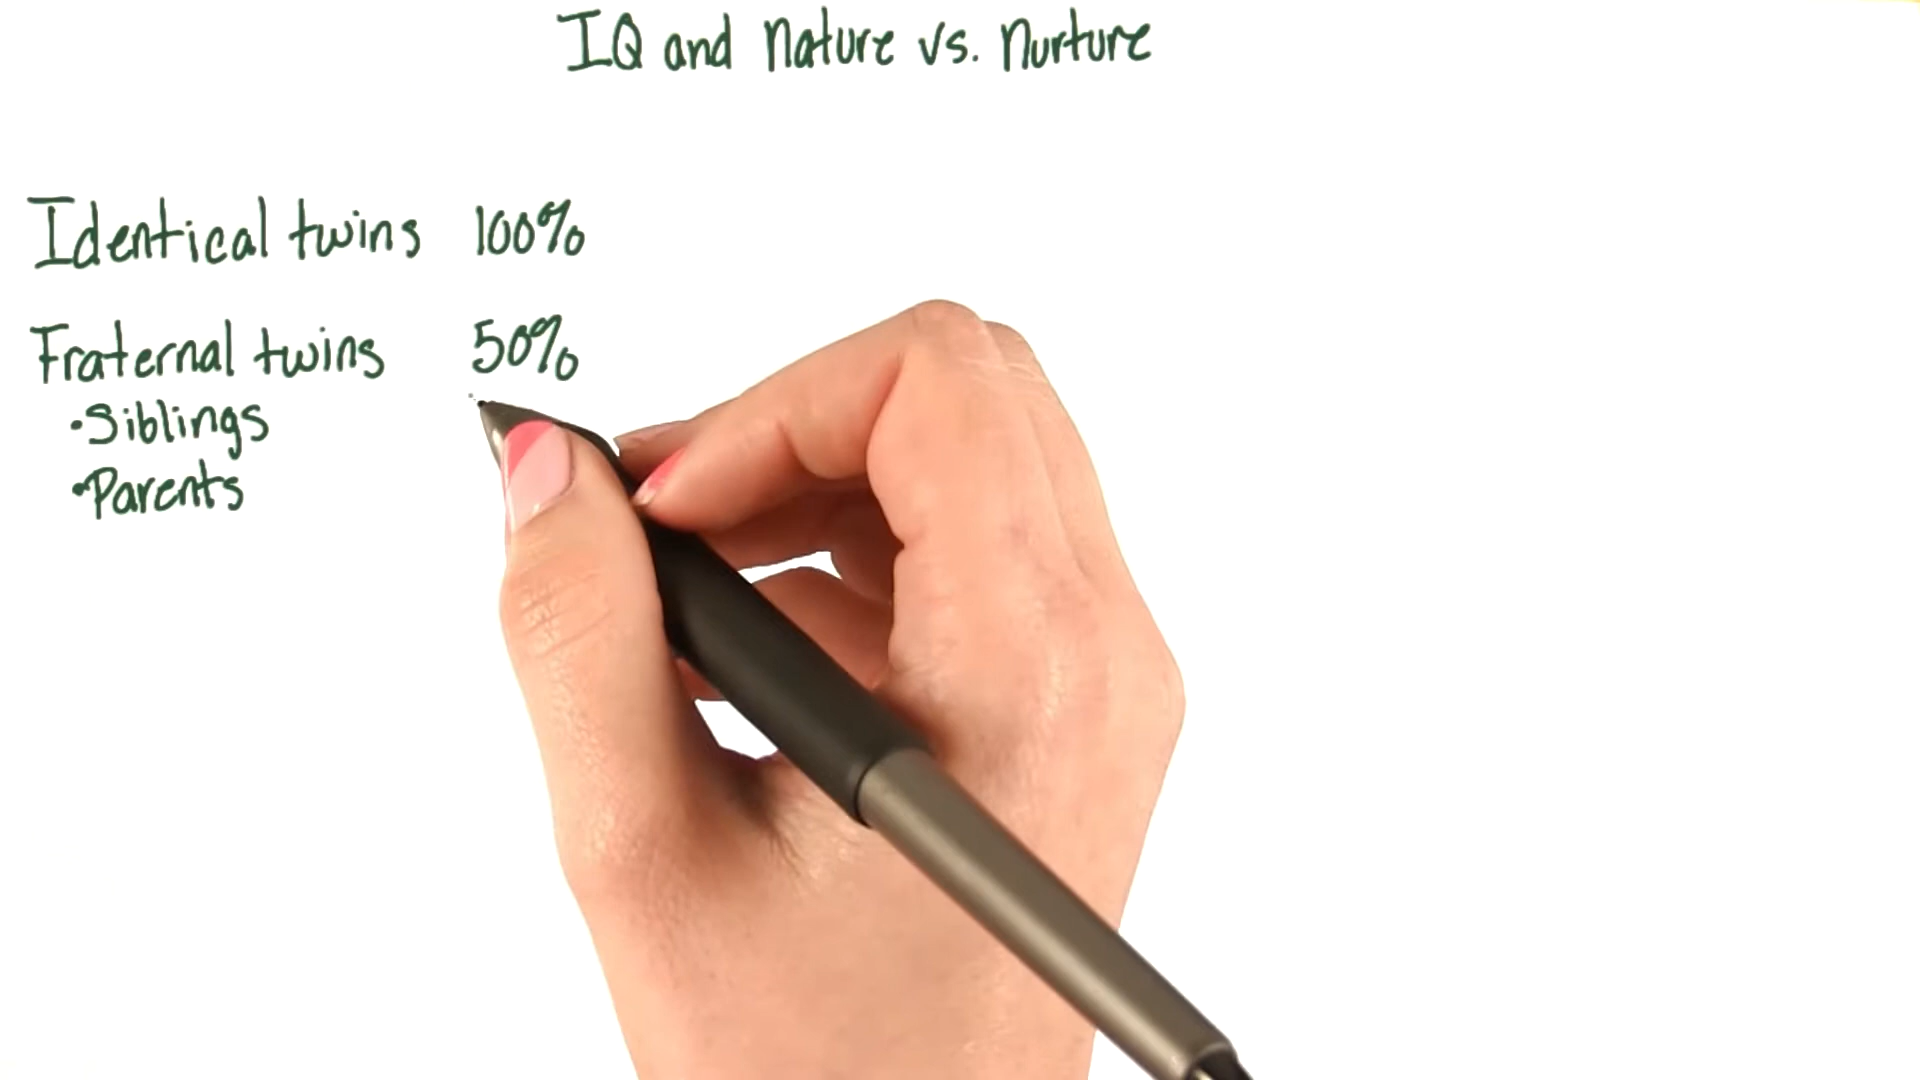 IQ and Nature vs. Nurture
Identical twins 100%
Fraternal twins 50%
•Siblings
•Parents